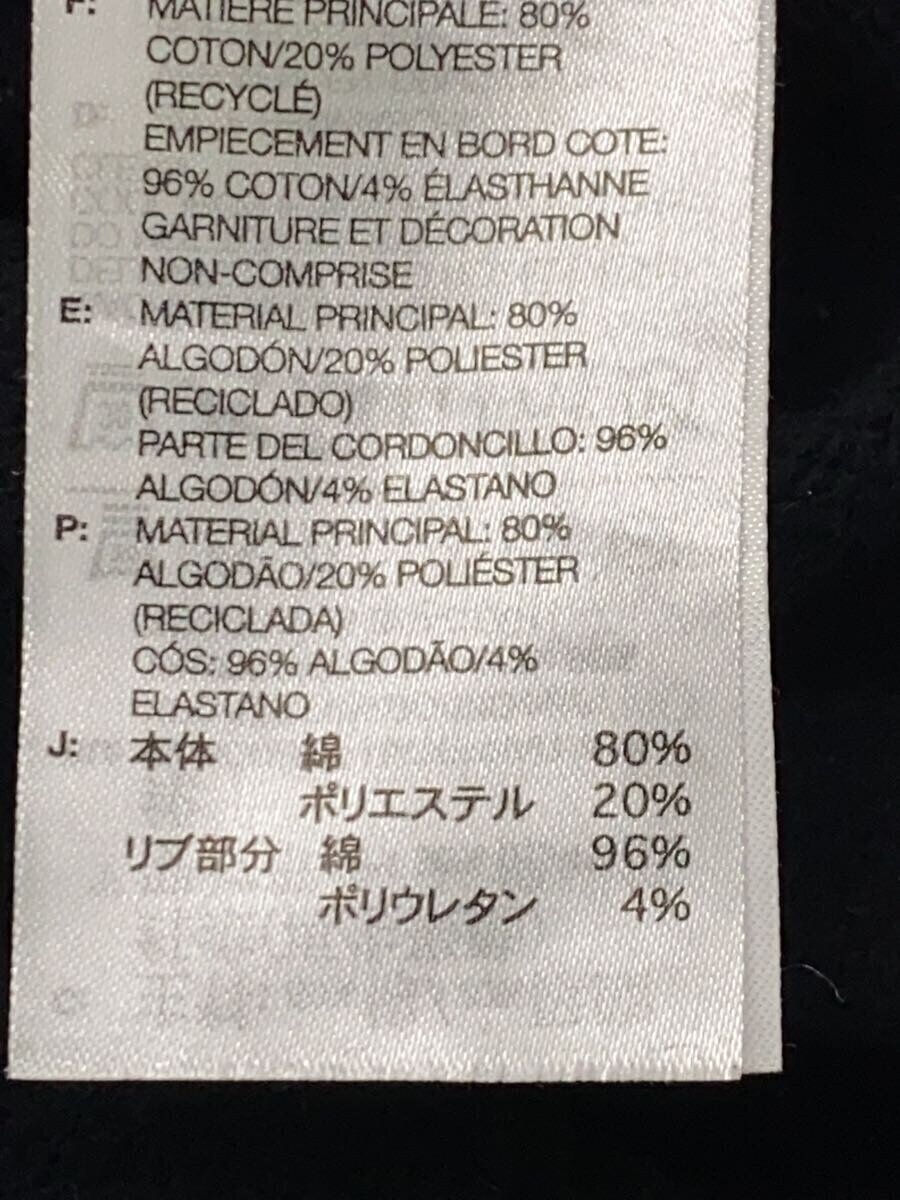 F: MATIÈRE PRINCIPALE: 80%
COTON/20% POLYESTER
(RECYCLÉ)
EMPIECEMENT EN BORD COTE:
96% COTON/4% ÉLASTHANNE
GARNITURE ET DÉCORATION
NON-COMPRISE
E: MATERIAL PRINCIPAL: 80%
ALGODÓN/20% POLIESTER
(RECICLADO)
PARTE DEL CORDONCILLO: 96%
ALGODÓN/4% ELASTANO
P: MATERIAL PRINCIPAL: 80%
ALGODÃO/20% POLIÉSTER
(RECICLADA)
CÓS: 96% ALGODÃO/4%
ELASTANO
J: 本体 綿 80%
ポリエステル 20%
リブ部分 綿 96%
ポリウレタン 4%